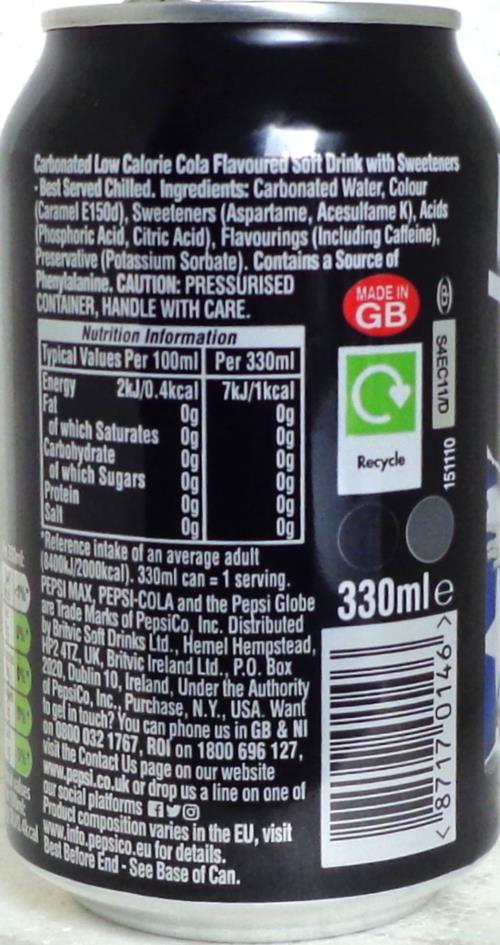 Carbonated Low Calorie Cola Flavoured Soft Drink with Sweeteners
- Best Served Chilled. Ingredients: Carbonated Water, Colour
(Caramel E150d), Sweeteners (Aspartame, Acesulfame K), Acids
(Phosphoric Acid, Citric Acid), Flavourings (Including Caffeine),
Preservative (Potassium Sorbate). Contains a Source of
Phenylalanine. CAUTION: PRESSURISED
CONTAINER, HANDLE WITH CARE.
MADE IN
GB
Nutrition Information
Typical Values Per 100ml Per 330ml
Energy 2kJ/0.4kcal 7kJ/1kcal
Fat 0g 0g
of which Saturates 0g 0g
Carbohydrate 0g 0g
of which Sugars 0g 0g
Protein 0g 0g
Salt 0g 0g
Recycle
S4EC11/D
151110
*Reference intake of an average adult
(8400kJ/2000kcal). 330ml can = 1 serving.
PEPSI MAX, PEPSI-COLA and the Pepsi Globe
are Trade Marks of PepsiCo, Inc. Distributed
by Britvic Soft Drinks Ltd., Hemel Hempstead,
HP2 4TZ, UK, Britvic Ireland Ltd., P.O. Box
2020, Dublin 10, Ireland, Under the Authority
of PepsiCo, Inc., Purchase, N.Y., USA. Want
to get in touch? You can phone us in GB & NI
on 0800 032 1767, ROI on 1800 696 127,
visit the Contact Us page on our website
www.pepsi.co.uk or drop us a line on one of
our social platforms
Product composition varies in the EU, visit
www.info.pepsico.eu for details.
Best Before End - See Base of Can.
330ml e
<87170146>